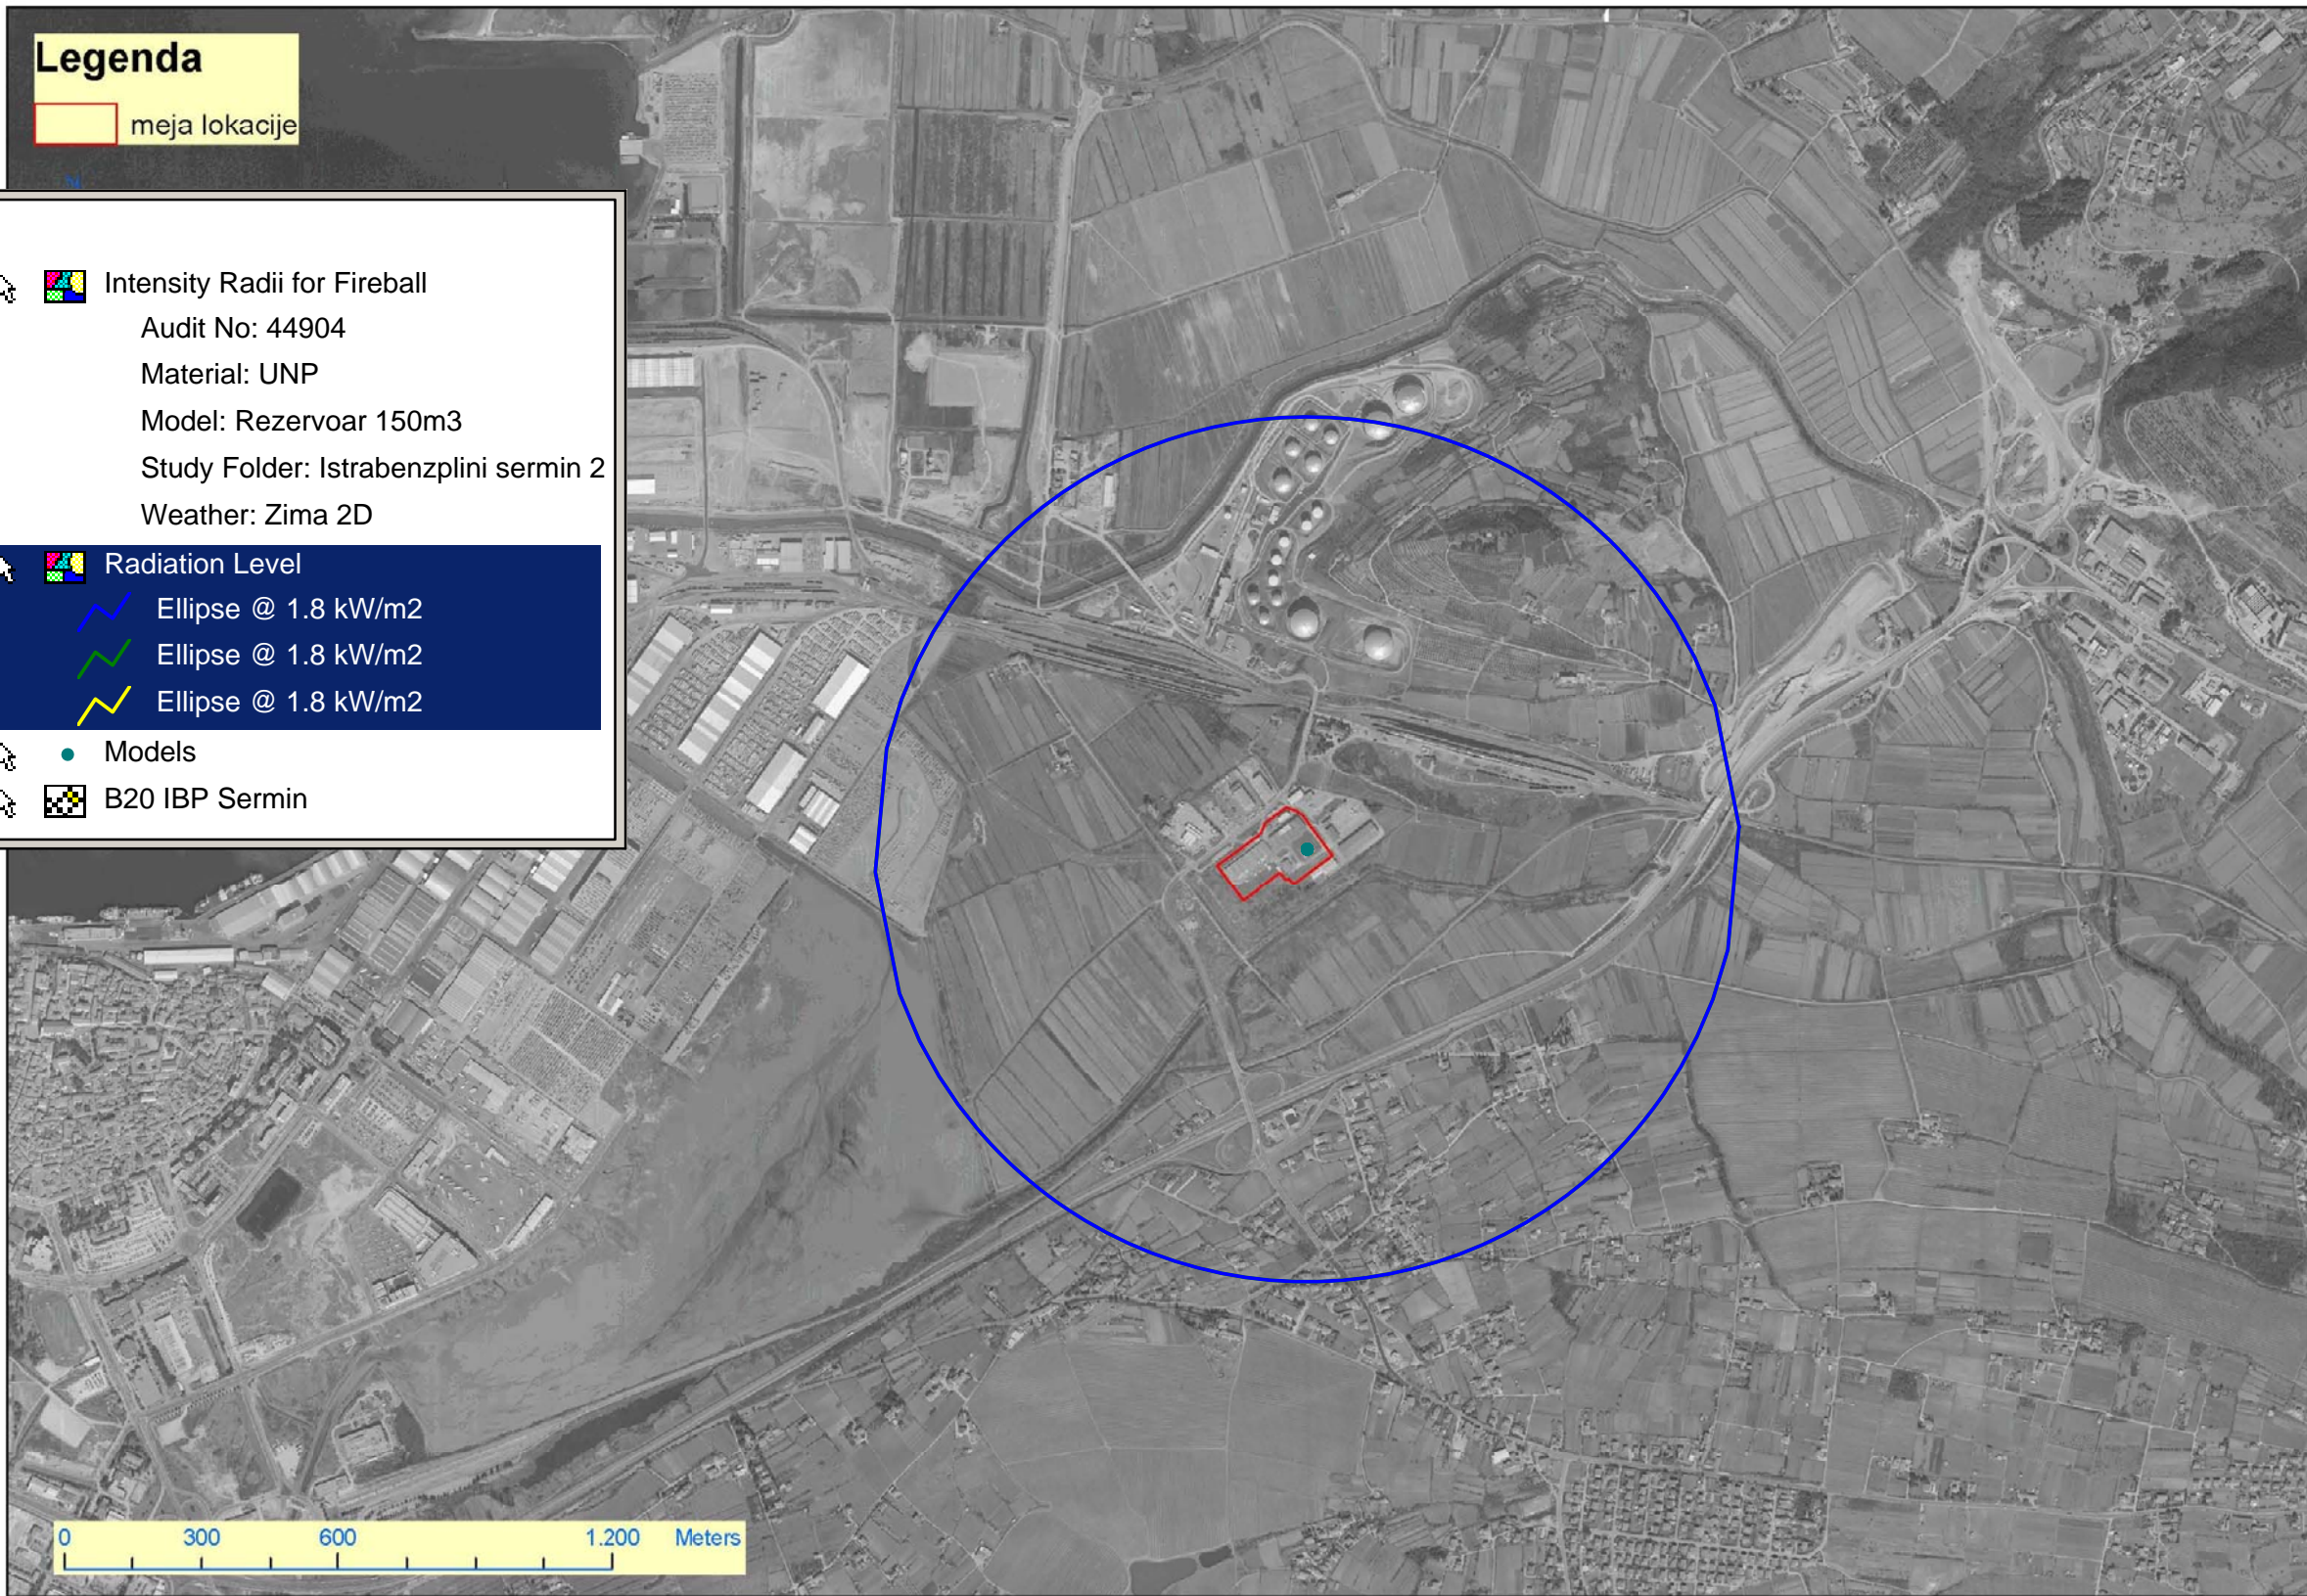 Legenda
meja lokacije
N
Intensity Radii for Fireball
Audit No: 44904
Material: UNP
Model: Rezervoar 150m3
Study Folder: Istrabenzplini sermin 2
Weather: Zima 2D
Radiation Level
Ellipse @ 1.8 kW/m2
Ellipse @ 1.8 kW/m2
Ellipse @ 1.8 kW/m2
Models
B20 IBP Sermin
0 300 600 1.200 Meters